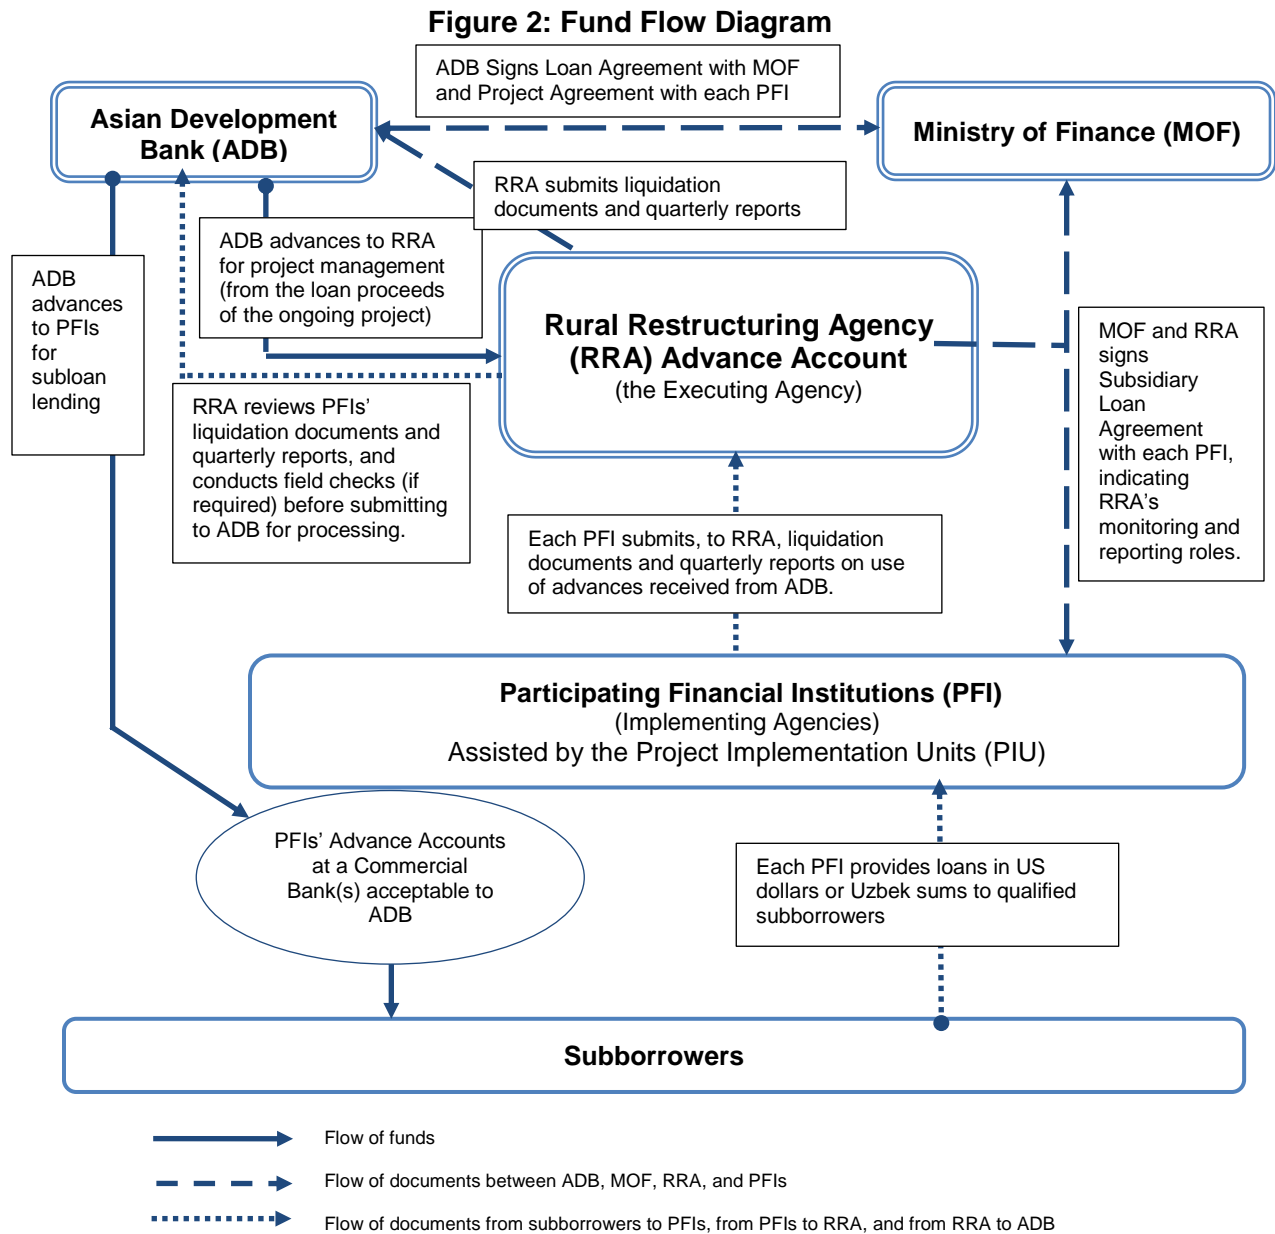 Figure 2: Fund Flow Diagram
ADB Signs Loan Agreement with MOF
and Project Agreement with each PFI
Asian Development
Bank (ADB)
Ministry of Finance (MOF)
RRA submits liquidation
documents and quarterly reports
ADB advances to RRA
for project management
(from the loan proceeds
of the ongoing project)
ADB
advances
to PFIs
for
subloan
lending
Rural Restructuring Agency
(RRA) Advance Account
(the Executing Agency)
MOF and RRA
signs
Subsidiary
Loan
Agreement
with each PFI,
indicating
RRA’s
monitoring and
reporting roles.
RRA reviews PFIs’
liquidation documents and
quarterly reports, and
conducts field checks (if
required) before submitting
to ADB for processing.
Each PFI submits, to RRA, liquidation
documents and quarterly reports on use
of advances received from ADB.
Participating Financial Institutions (PFI)
(Implementing Agencies)
Assisted by the Project Implementation Units (PIU)
PFIs’ Advance Accounts
at a Commercial
Bank(s) acceptable to
ADB
Each PFI provides loans in US
dollars or Uzbek sums to qualified
subborrowers
Subborrowers
Flow of funds
Flow of documents between ADB, MOF, RRA, and PFIs
Flow of documents from subborrowers to PFIs, from PFIs to RRA, and from RRA to ADB